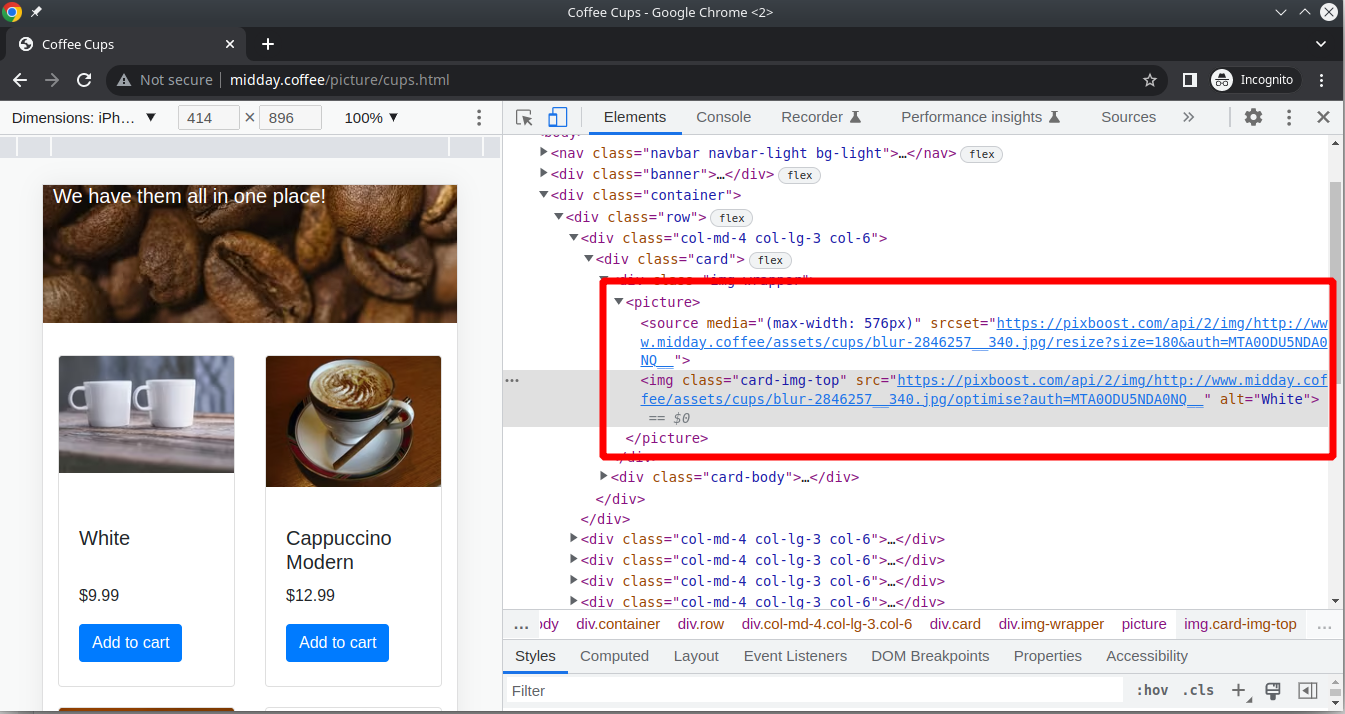 Coffee Cups - Google Chrome <2>
Coffee Cups
Not secure midday.coffee/picture/cups.html
Incognito
Dimensions: iPh… ▼ 414 × 896 100% ▼
Elements Console Recorder Performance insights Sources »
We have them all in one place!
White
$9.99
Add to cart
Cappuccino
Modern
$12.99
Add to cart
body
▶<nav class="navbar navbar-light bg-light">…</nav> flex
▶<div class="banner">…</div> flex
▼<div class="container">
▼<div class="row"> flex
▼<div class="col-md-4 col-lg-3 col-6">
▼<div class="card"> flex
<div class="img-wrapper">
▼<picture>
<source media="(max-width: 576px)" srcset="https://pixboost.com/api/2/img/http://ww
w.midday.coffee/assets/cups/blur-2846257__340.jpg/resize?size=180&auth=MTA0ODU5NDA0
NQ__">
<img class="card-img-top" src="https://pixboost.com/api/2/img/http://www.midday.cof
fee/assets/cups/blur-2846257__340.jpg/optimise?auth=MTA0ODU5NDA0NQ__" alt="White">
== $0
</picture>
</div>
▶<div class="card-body">…</div>
</div>
</div>
▶<div class="col-md-4 col-lg-3 col-6">…</div>
▶<div class="col-md-4 col-lg-3 col-6">…</div>
▶<div class="col-md-4 col-lg-3 col-6">…</div>
▶<div class="col-md-4 col-lg-3 col-6">…</div>
… ody div.container div.row div.col-md-4.col-lg-3.col-6 div.card div.img-wrapper picture img.card-img-top …
Styles Computed Layout Event Listeners DOM Breakpoints Properties Accessibility
Filter :hov .cls +